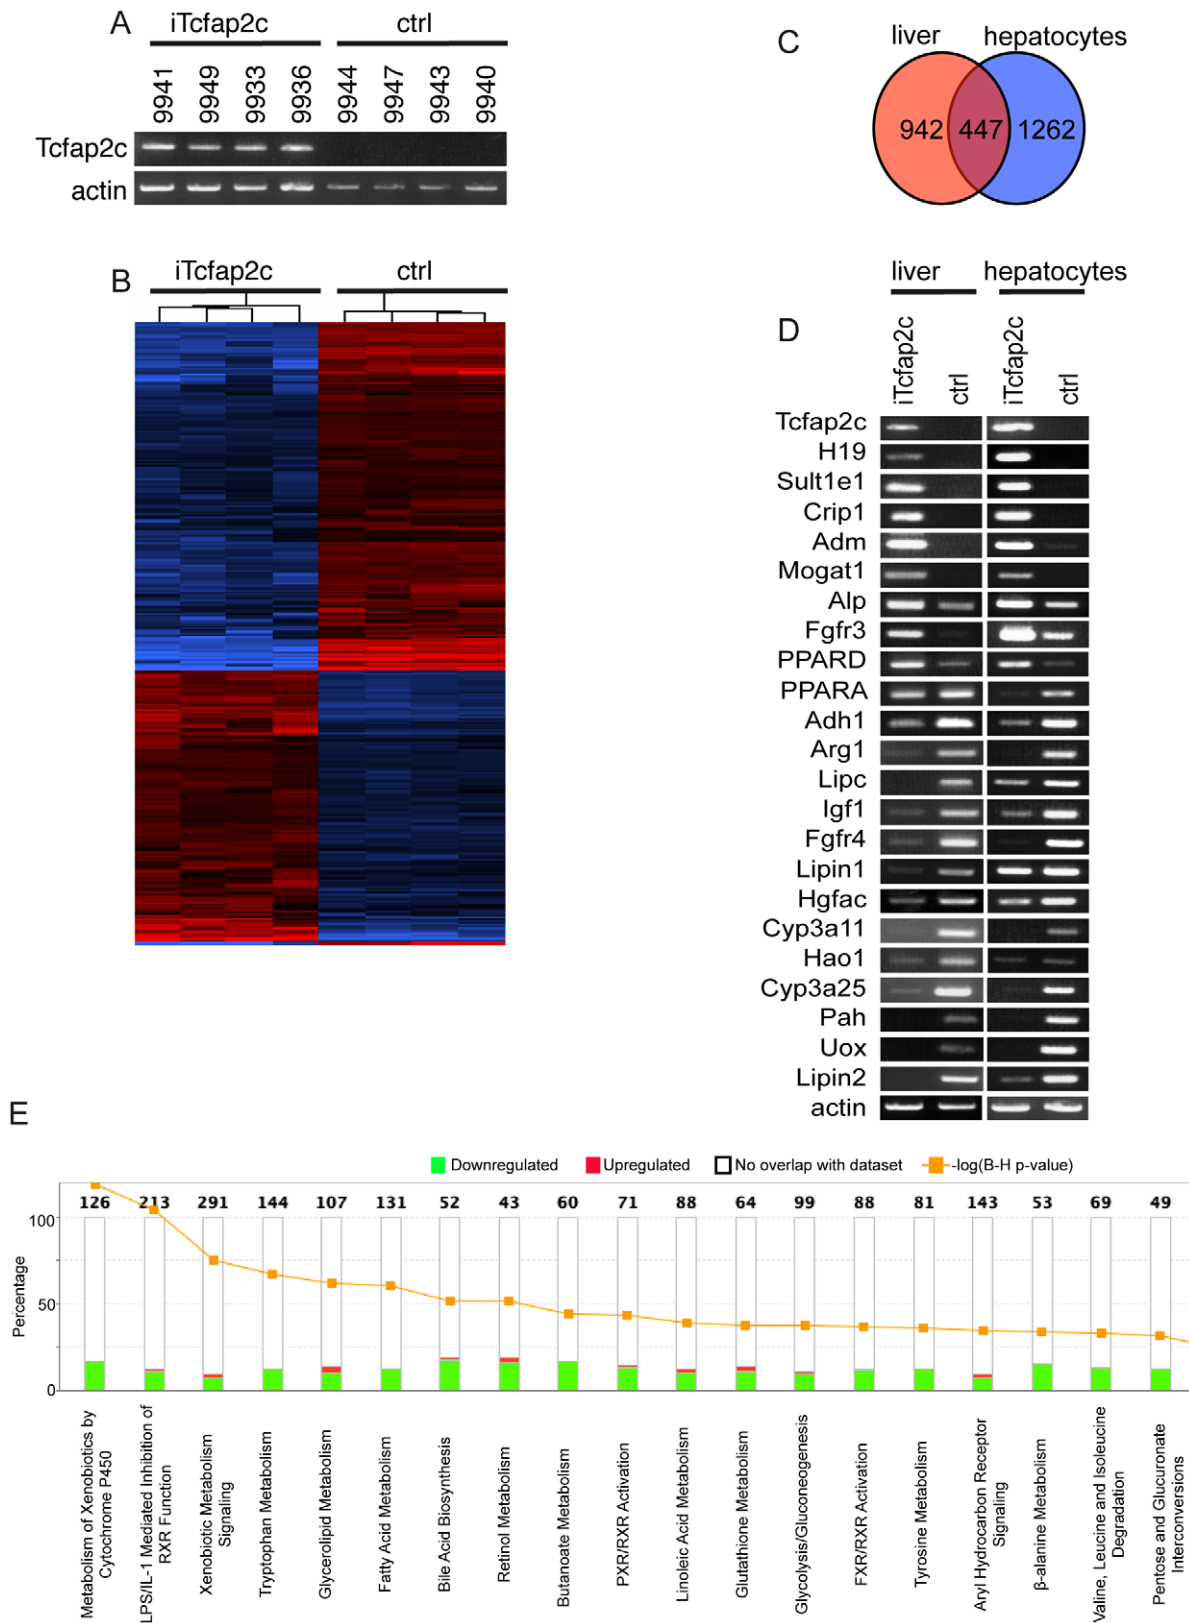 A
iTcfap2c
ctrl
9941
9949
9933
9936
9944
9947
9943
9940
Tcfap2c
actin
B
iTcfap2c
ctrl
C
liver
hepatocytes
942
447
1262
liver
hepatocytes
D
iTcfap2c
ctrl
iTcfap2c
ctrl
Tcfap2c
H19
Sult1e1
Crip1
Adm
Mogat1
Alp
Fgfr3
PPARD
PPARA
Adh1
Arg1
Lipc
Igf1
Fgfr4
Lipin1
Hgfac
Cyp3a11
Hao1
Cyp3a25
Pah
Uox
Lipin2
actin
E
Downregulated
Upregulated
No overlap with dataset
-log(B-H p-value)
126 213 291 144 107 131 52 43 60 71 88 64 99 88 81 143 53 69 49
100
50
0
Percentage
Metabolism of Xenobiotics by
Cytochrome P450
LPS/IL-1 Mediated Inhibition of
RXR Function
Xenobiotic Metabolism
Signaling
Tryptophan Metabolism
Glycerolipid Metabolism
Fatty Acid Metabolism
Bile Acid Biosynthesis
Retinol Metabolism
Butanoate Metabolism
PXR/RXR Activation
Linoleic Acid Metabolism
Glutathione Metabolism
Glycolysis/Gluconeogenesis
FXR/RXR Activation
Tyrosine Metabolism
Aryl Hydrocarbon Receptor
Signaling
β-alanine Metabolism
Valine, Leucine and Isoleucine
Degradation
Pentose and Glucuronate
Interconversions